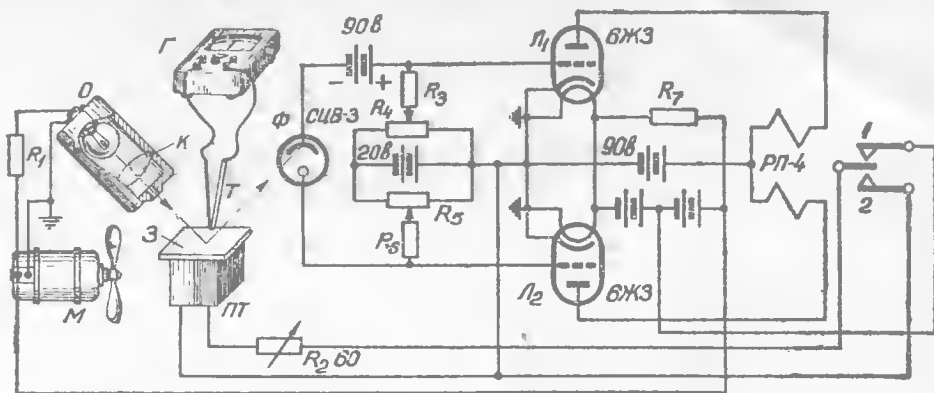 Г
90в
Л1
6Ж3
О
− +
R3
R7
Ф
СЦВ-3
R4
1
R1
К
20в
90в
РП-4
Т
2
З
R5
R6
М
ПТ
Л2
6Ж3
R2 60